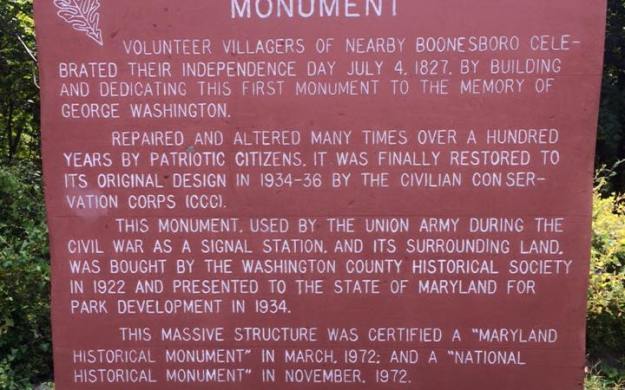 MONUMENT
VOLUNTEER VILLAGERS OF NEARBY BOONESBORO CELE-
BRATED THEIR INDEPENDENCE DAY JULY 4, 1827, BY BUILDING
AND DEDICATING THIS FIRST MONUMENT TO THE MEMORY OF
GEORGE WASHINGTON.
REPAIRED AND ALTERED MANY TIMES OVER A HUNDRED
YEARS BY PATRIOTIC CITIZENS, IT WAS FINALLY RESTORED TO
ITS ORIGINAL DESIGN IN 1934-36 BY THE CIVILIAN CONSER-
VATION CORPS (CCC).
THIS MONUMENT, USED BY THE UNION ARMY DURING THE
CIVIL WAR AS A SIGNAL STATION, AND ITS SURROUNDING LAND,
WAS BOUGHT BY THE WASHINGTON COUNTY HISTORICAL SOCIETY
IN 1922 AND PRESENTED TO THE STATE OF MARYLAND FOR
PARK DEVELOPMENT IN 1934.
THIS MASSIVE STRUCTURE WAS CERTIFIED A "MARYLAND
HISTORICAL MONUMENT" IN MARCH, 1972; AND A "NATIONAL
HISTORICAL MONUMENT" IN NOVEMBER, 1972.